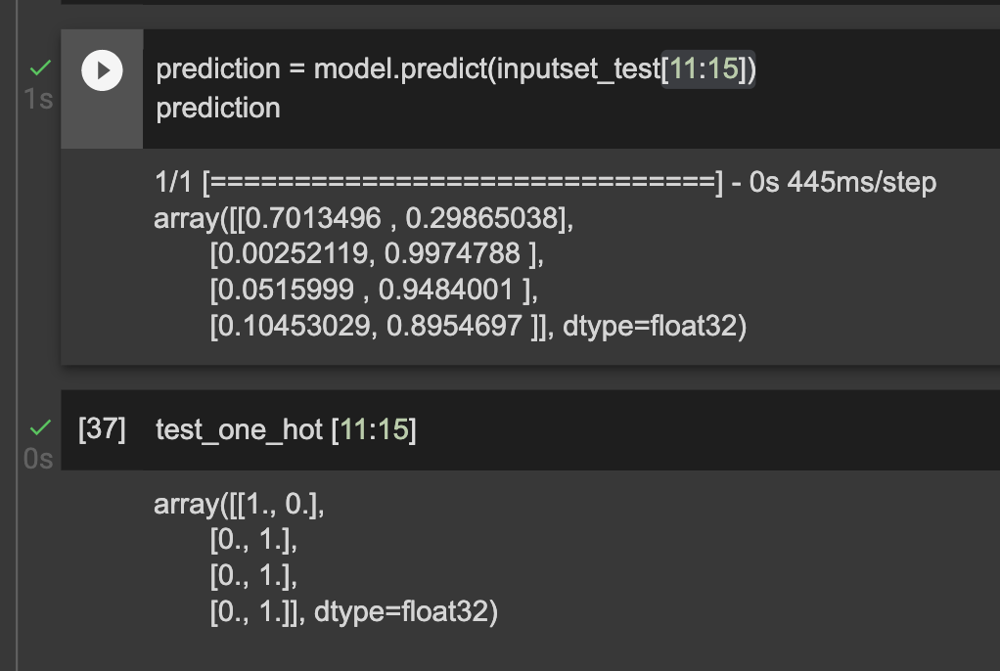 prediction = model.predict(inputset_test[11:15])
1s
prediction
1/1 [==============================] - 0s 445ms/step
array([[0.7013496 , 0.29865038],
[0.00252119, 0.9974788 ],
[0.0515999 , 0.9484001 ],
[0.10453029, 0.8954697 ]], dtype=float32)
[37] test_one_hot [11:15]
0s
array([[1., 0.],
[0., 1.],
[0., 1.],
[0., 1.]], dtype=float32)